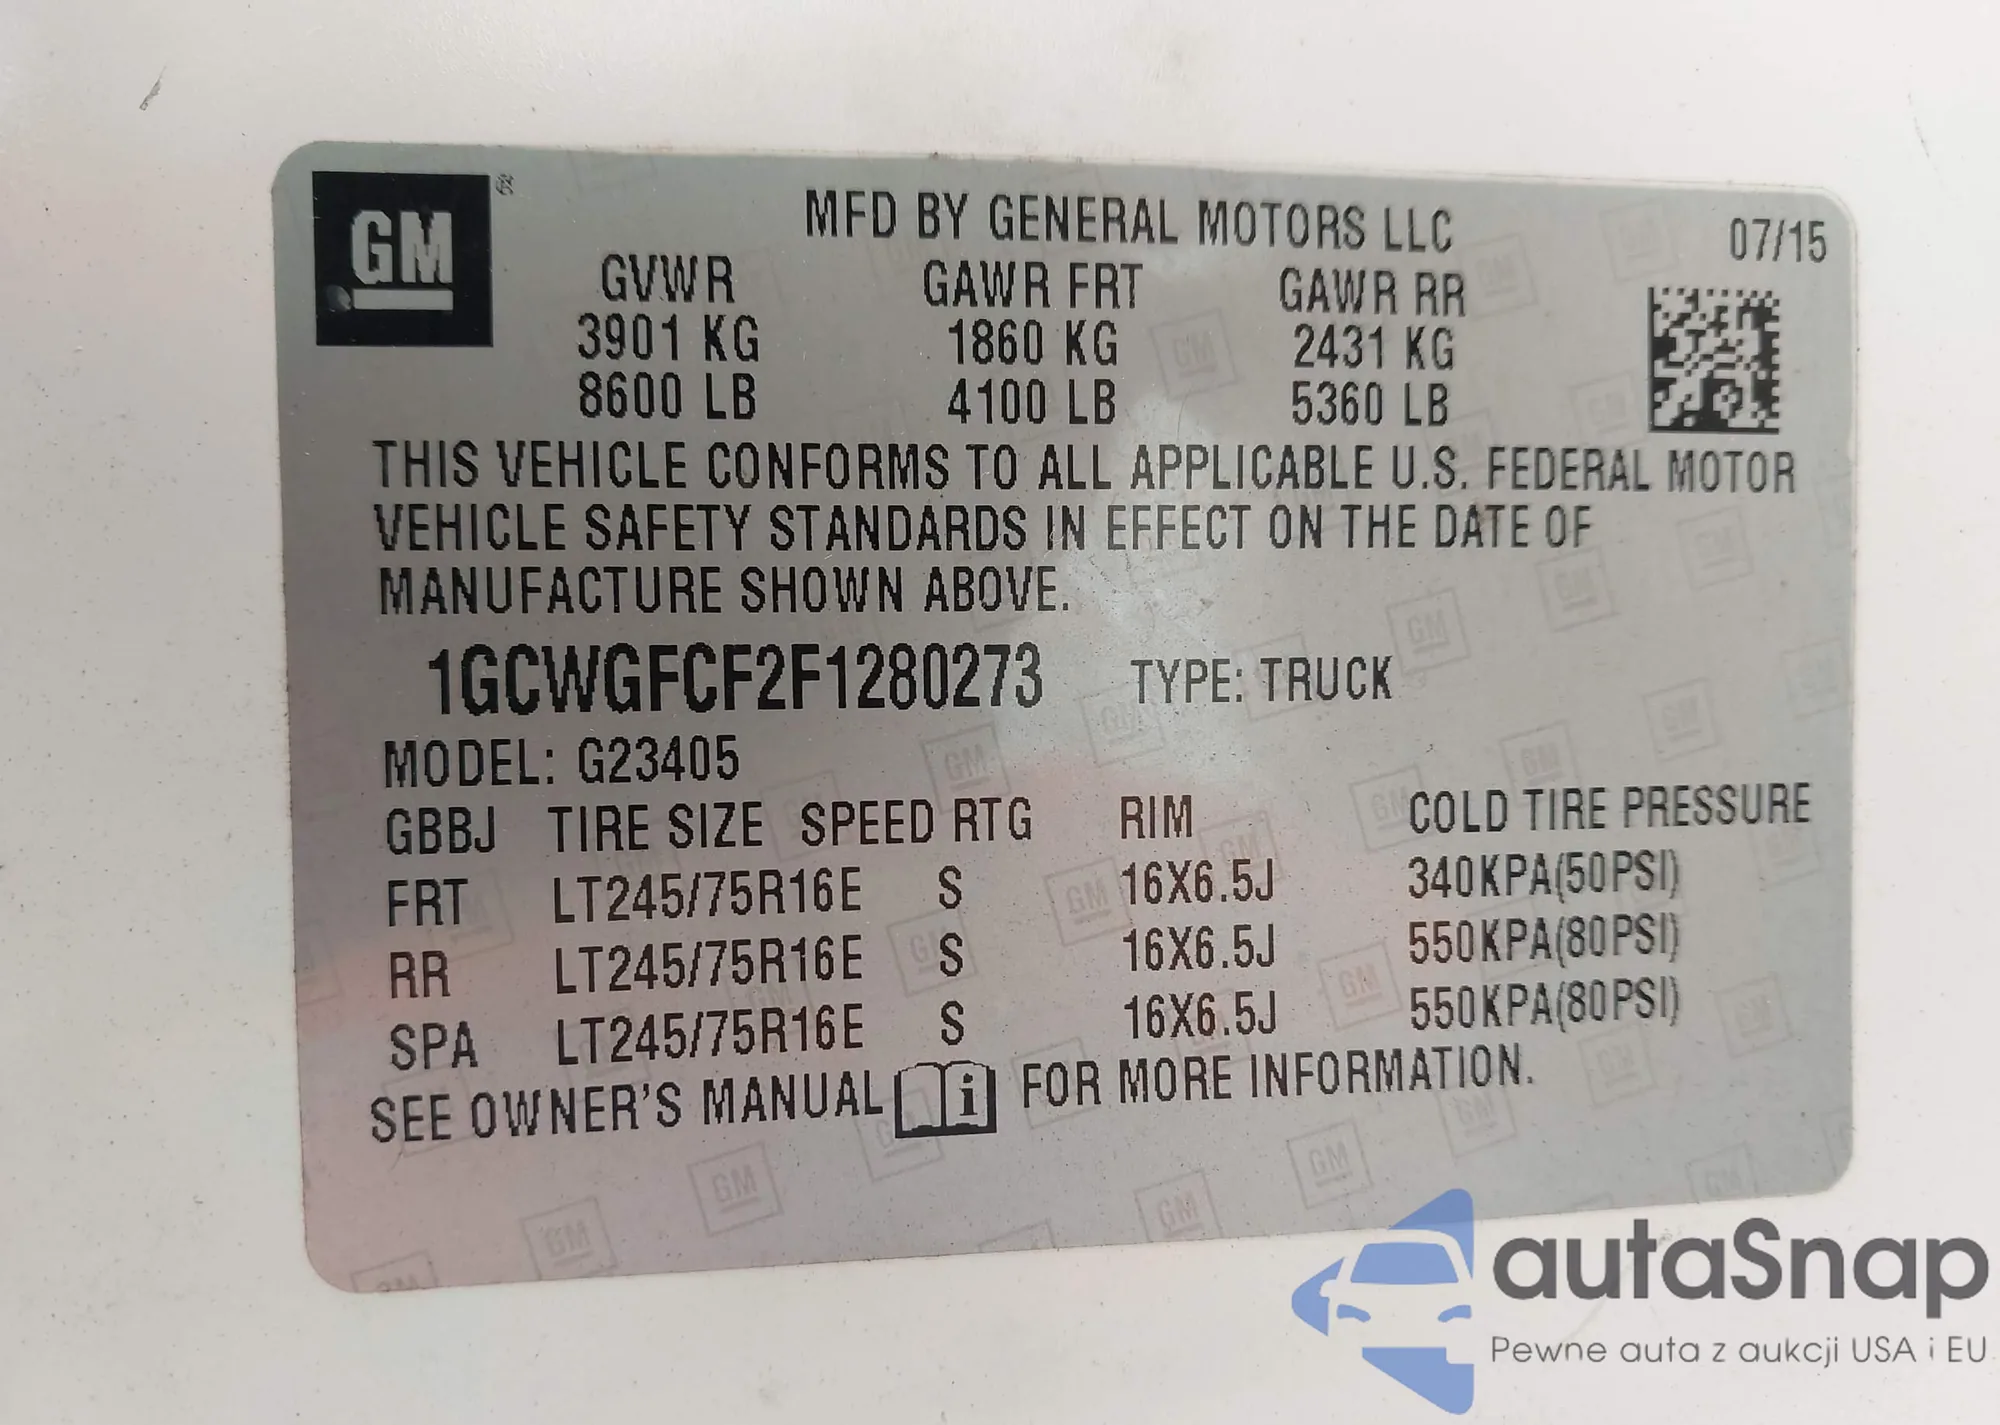 GM ®
MFD BY GENERAL MOTORS LLC 07/15
GVWR GAWR FRT GAWR RR
3901 KG 1860 KG 2431 KG
8600 LB 4100 LB 5360 LB
THIS VEHICLE CONFORMS TO ALL APPLICABLE U.S. FEDERAL MOTOR
VEHICLE SAFETY STANDARDS IN EFFECT ON THE DATE OF
MANUFACTURE SHOWN ABOVE.
1GCWGFCF2F1280273 TYPE: TRUCK
MODEL: G23405
GBBJ TIRE SIZE SPEED RTG RIM COLD TIRE PRESSURE
FRT LT245/75R16E S 16X6.5J 340KPA(50PSI)
RR LT245/75R16E S 16X6.5J 550KPA(80PSI)
SPA LT245/75R16E S 16X6.5J 550KPA(80PSI)
SEE OWNER'S MANUAL i FOR MORE INFORMATION.
autaSnap
Pewne auta z aukcji USA i EU